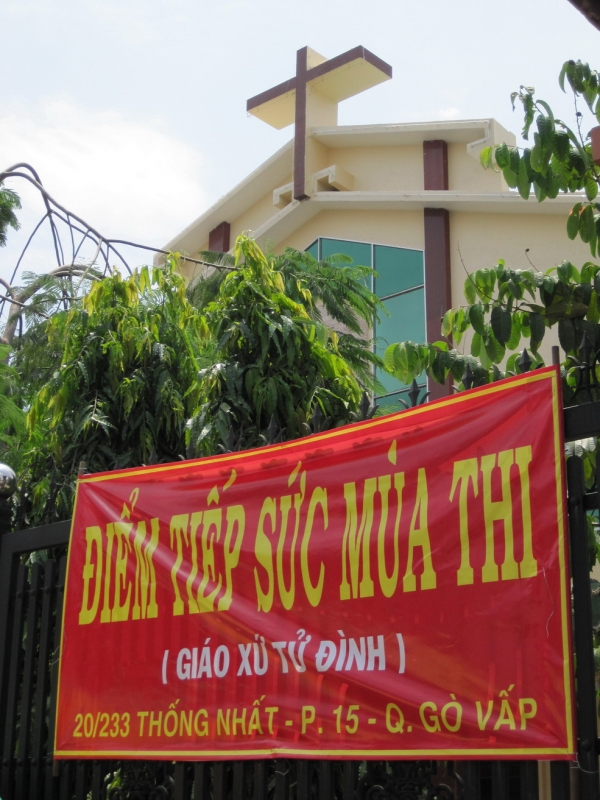 ĐIỂM TIẾP SỨC MÙA THI
( GIÁO XỨ TỬ ĐÌNH )
20/233 THỐNG NHẤT - P. 15 - Q. GÒ VẤP